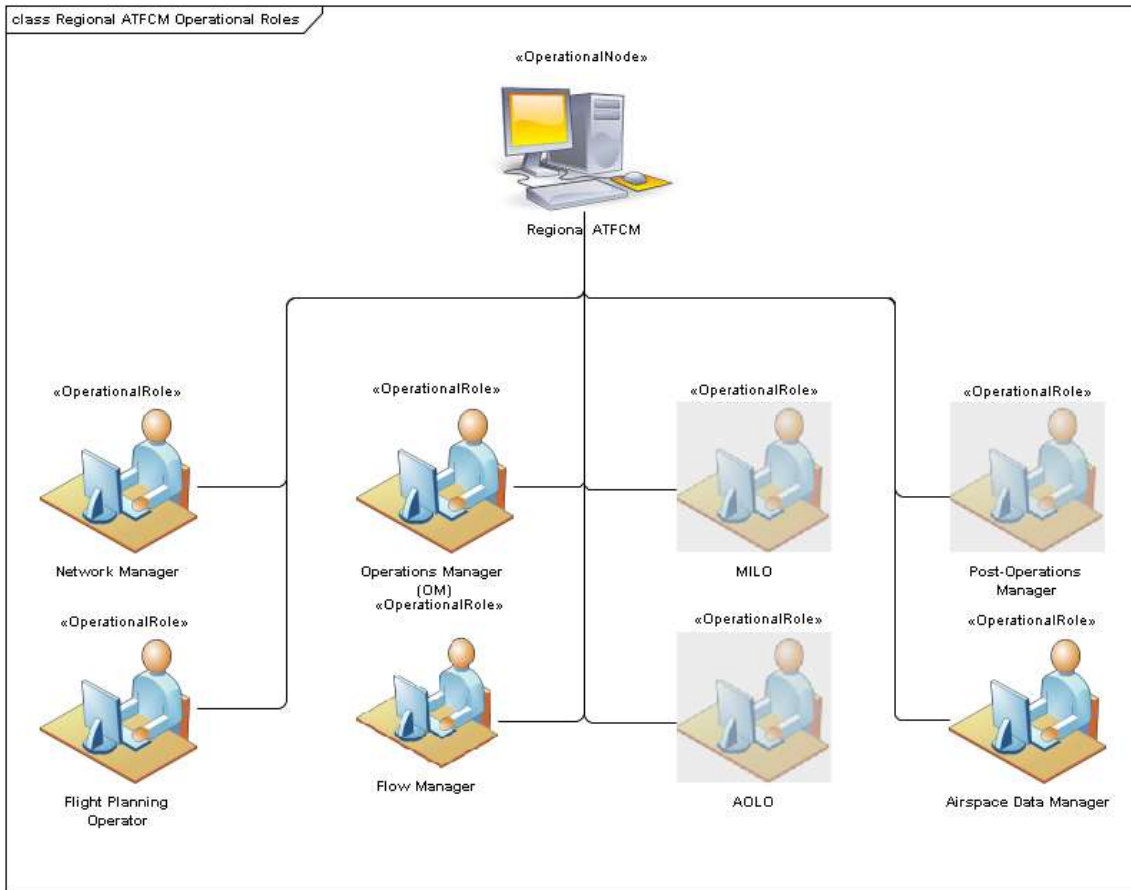 class Regional ATFCM Operational Roles
«OperationalNode»
Regional ATFCM
«OperationalRole»
Network Manager
«OperationalRole»
Operations Manager
(OM)
«OperationalRole»
MILO
«OperationalRole»
Post-Operations
Manager
«OperationalRole»
Flight Planning
Operator
«OperationalRole»
Flow Manager
«OperationalRole»
AOLO
«OperationalRole»
Airspace Data Manager